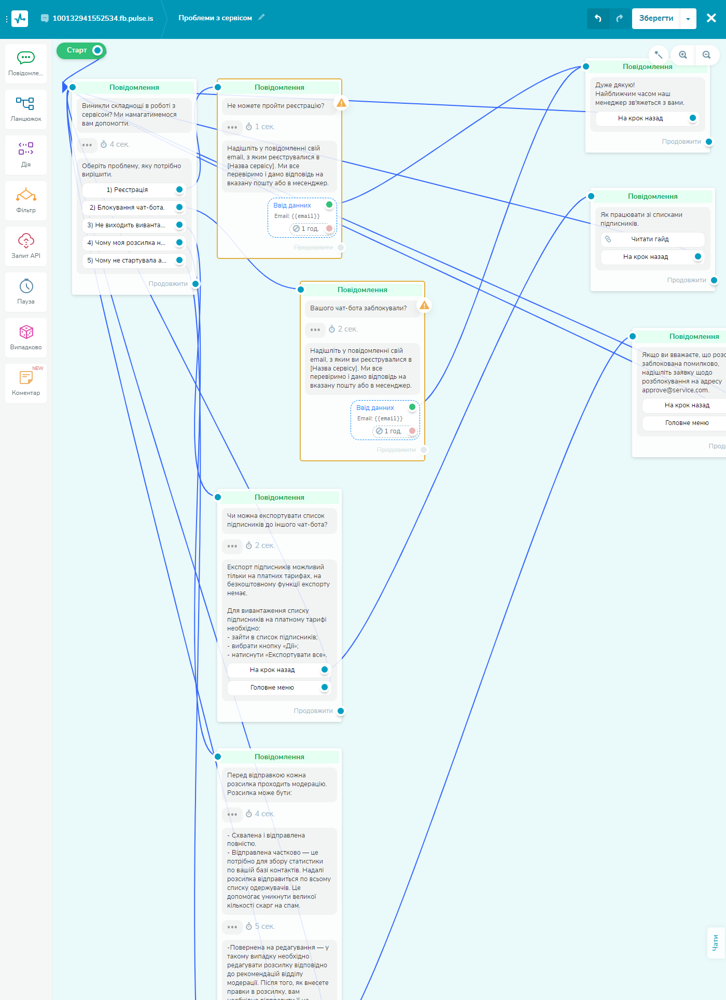 100132941552534.fb.pulse.is
Проблеми з сервісом
Зберегти
Старт
Повідомле...
Ланцюжок
Дія
Фільтр
Запит API
Пауза
Випадково
NEW
Коментар
Повідомлення
Виникли складнощі в роботі з
сервісом? Ми намагатимемося
вам допомогти.
4 сек.
Оберіть проблему, яку потрібно
вирішити.
1) Реєстрація
2) Блокування чат-бота.
3) Не виходить виванта...
4) Чому моя розсилка н...
5) Чому не стартувала а...
Продовжити
Повідомлення
Не можете пройти реєстрацію?
1 сек.
Надішліть у повідомленні свій
email, з яким реєструвалися в
[Назва сервісу]. Ми все
перевіримо і дамо відповідь на
вказану пошту або в месенджер.
Ввід данних
Email: {{email}}
1 год.
Продовжити
Повідомлення
Вашого чат-бота заблокували?
2 сек.
Надішліть у повідомленні свій
email, з яким ви реєструвалися в
[Назва сервісу]. Ми все
перевіримо і дамо відповідь на
вказану пошту або в месенджер.
Ввід данних
Email: {{email}}
1 год.
Продовжити
Повідомлення
Дуже дякую!
Найближчим часом наш
менеджер зв'яжеться з вами.
На крок назад
Продовжити
Повідомлення
Як працювати зі списками
підписників.
Читати гайд
На крок назад
Продовжити
Повідомлення
Якщо ви вважаєте, що розс
заблокована помилково,
надішліть заявку щодо
розблокування на адресу
approve@service.com.
На крок назад
Головне меню
Продо
Повідомлення
Чи можна експортувати список
підписників до іншого чат-бота?
2 сек.
Експорт підписників можливий
тільки на платних тарифах, на
безкоштовному функції експорту
немає.
Для вивантаження списку
підписників на платному тарифі
необхідно:
- зайти в список підписників;
- вибрати кнопку «Дії»;
- натиснути «Експортувати все».
На крок назад
Головне меню
Продовжити
Повідомлення
Перед відправкою кожна
розсилка проходить модерацію.
Розсилка може бути:
4 сек.
- Схвалена і відправлена
повністю.
- Відправлена частково — це
потрібно для збору статистики
по вашій базі контактів. Надалі
розсилка відправиться по всьому
списку одержувачів. Це
допомагає уникнути великої
кількості скарг на спам.
5 сек.
-Повернена на редагування — у
такому випадку необхідно
редагувати розсилку відповідно
до рекомендацій відділу
модерації. Після того, як внесете
правки в розсилку, вам
необхідно відправити її на
Чати